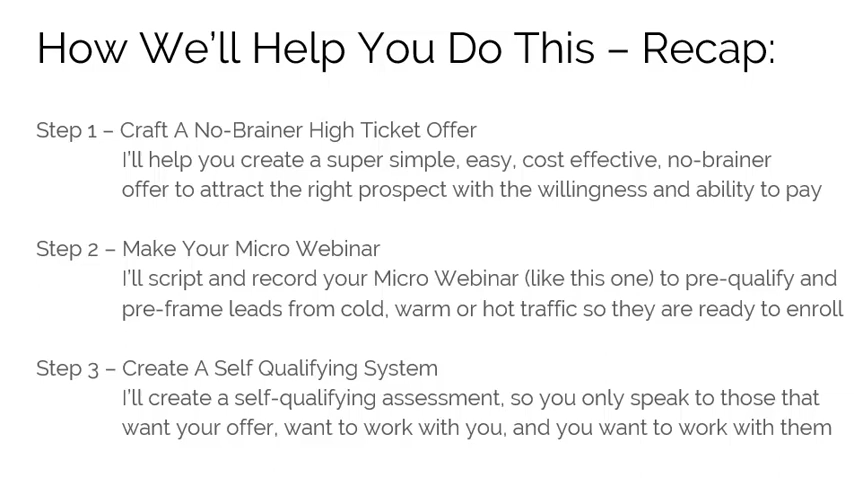 How We'll Help You Do This – Recap:
Step 1 – Craft A No-Brainer High Ticket Offer
I'll help you create a super simple, easy, cost effective, no-brainer
offer to attract the right prospect with the willingness and ability to pay
Step 2 – Make Your Micro Webinar
I'll script and record your Micro Webinar (like this one) to pre-qualify and
pre-frame leads from cold, warm or hot traffic so they are ready to enroll
Step 3 – Create A Self Qualifying System
I'll create a self-qualifying assessment, so you only speak to those that
want your offer, want to work with you, and you want to work with them